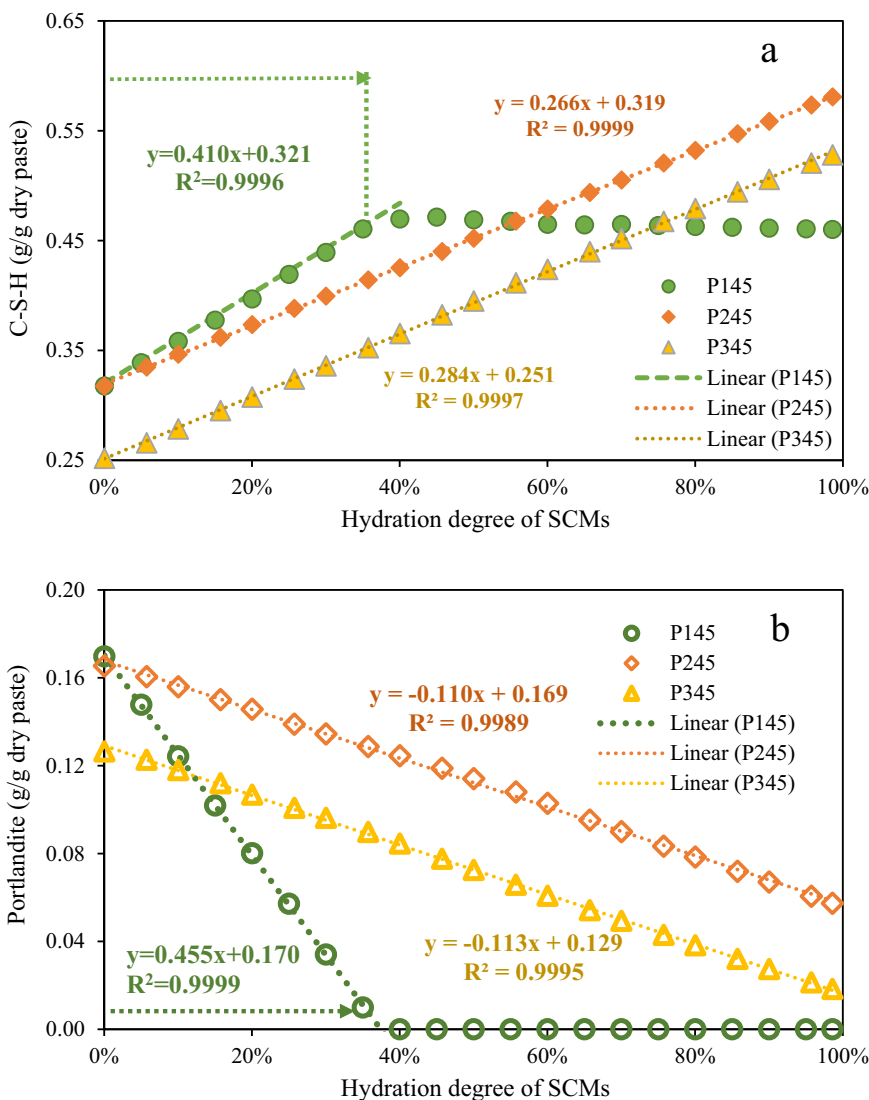 a
0.65
0.55
0.45
0.35
0.25
C-S-H (g/g dry paste)
y = 0.266x + 0.319
R² = 0.9999
y=0.410x+0.321
R²=0.9996
y = 0.284x + 0.251
R² = 0.9997
P145
P245
P345
Linear (P145)
Linear (P245)
Linear (P345)
0% 20% 40% 60% 80% 100%
Hydration degree of SCMs
b
0.20
0.16
0.12
0.08
0.04
0.00
Portlandite (g/g dry paste)
P145
P245
P345
Linear (P145)
Linear (P245)
Linear (P345)
y = -0.110x + 0.169
R² = 0.9989
y=0.455x+0.170
R²=0.9999
y = -0.113x + 0.129
R² = 0.9995
0% 20% 40% 60% 80% 100%
Hydration degree of SCMs